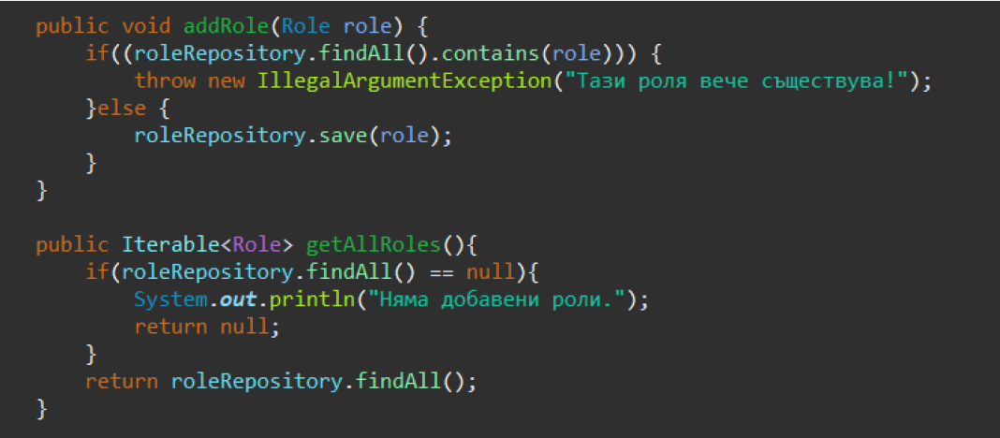 public void addRole(Role role) {
if((roleRepository.findAll().contains(role))) {
throw new IllegalArgumentException("Тази роля вече съществува!");
}else {
roleRepository.save(role);
}
}
public Iterable<Role> getAllRoles(){
if(roleRepository.findAll() == null){
System.out.println("Няма добавени роли.");
return null;
}
return roleRepository.findAll();
}